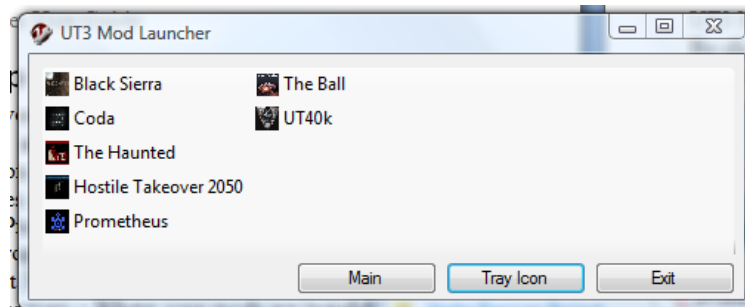 UT3 Mod Launcher
Black Sierra
The Ball
Coda
UT40k
The Haunted
Hostile Takeover 2050
Prometheus
Main
Tray Icon
Exit